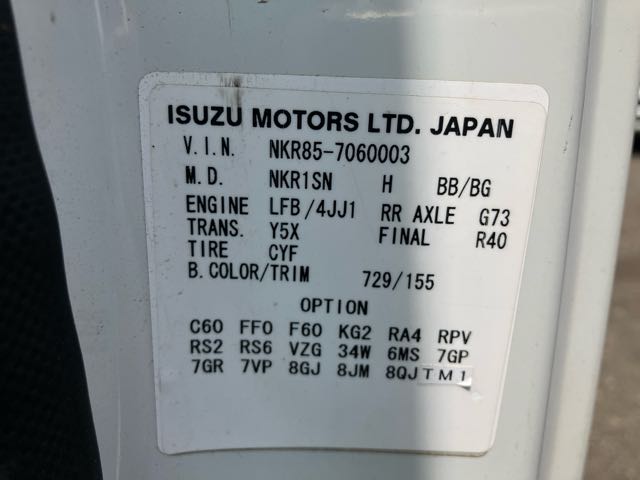 ISUZU MOTORS LTD. JAPAN
V.I.N. NKR85-7060003
M.D. NKR1SN H BB/BG
ENGINE LFB/4JJ1 RR AXLE G73
TRANS. Y5X FINAL R40
TIRE CYF
B.COLOR/TRIM 729/155
OPTION
C60 FF0 F60 KG2 RA4 RPV
RS2 RS6 VZG 34W 6MS 7GP
7GR 7VP 8GJ 8JM 8QJ TM1